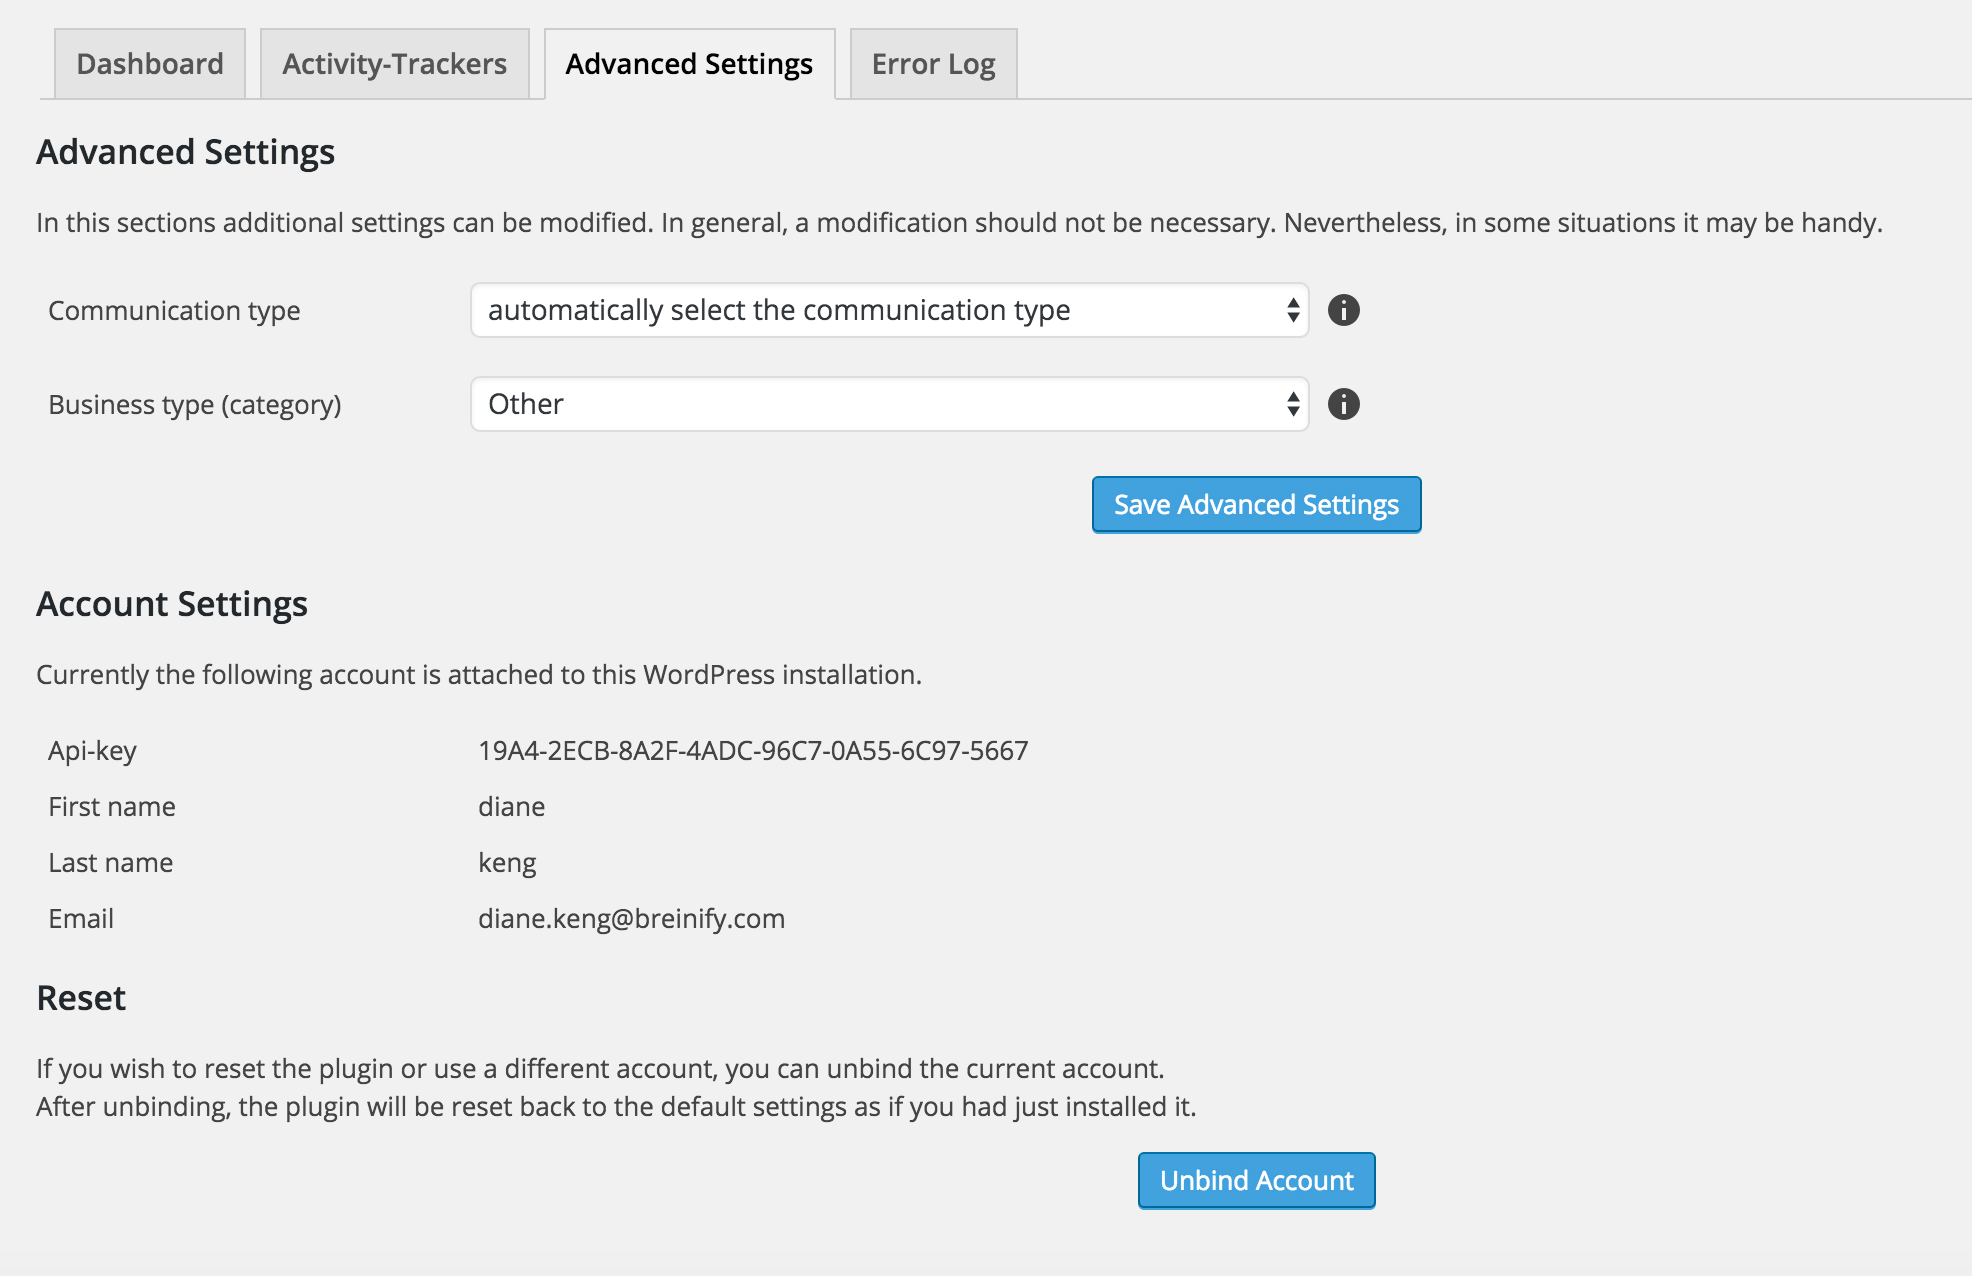 Dashboard Activity-Trackers Advanced Settings Error Log
Advanced Settings
In this sections additional settings can be modified. In general, a modification should not be necessary. Nevertheless, in some situations it may be handy.
Communication type automatically select the communication type
Business type (category) Other
Save Advanced Settings
Account Settings
Currently the following account is attached to this WordPress installation.
Api-key 19A4-2ECB-8A2F-4ADC-96C7-0A55-6C97-5667
First name diane
Last name keng
Email diane.keng@breinify.com
Reset
If you wish to reset the plugin or use a different account, you can unbind the current account.
After unbinding, the plugin will be reset back to the default settings as if you had just installed it.
Unbind Account